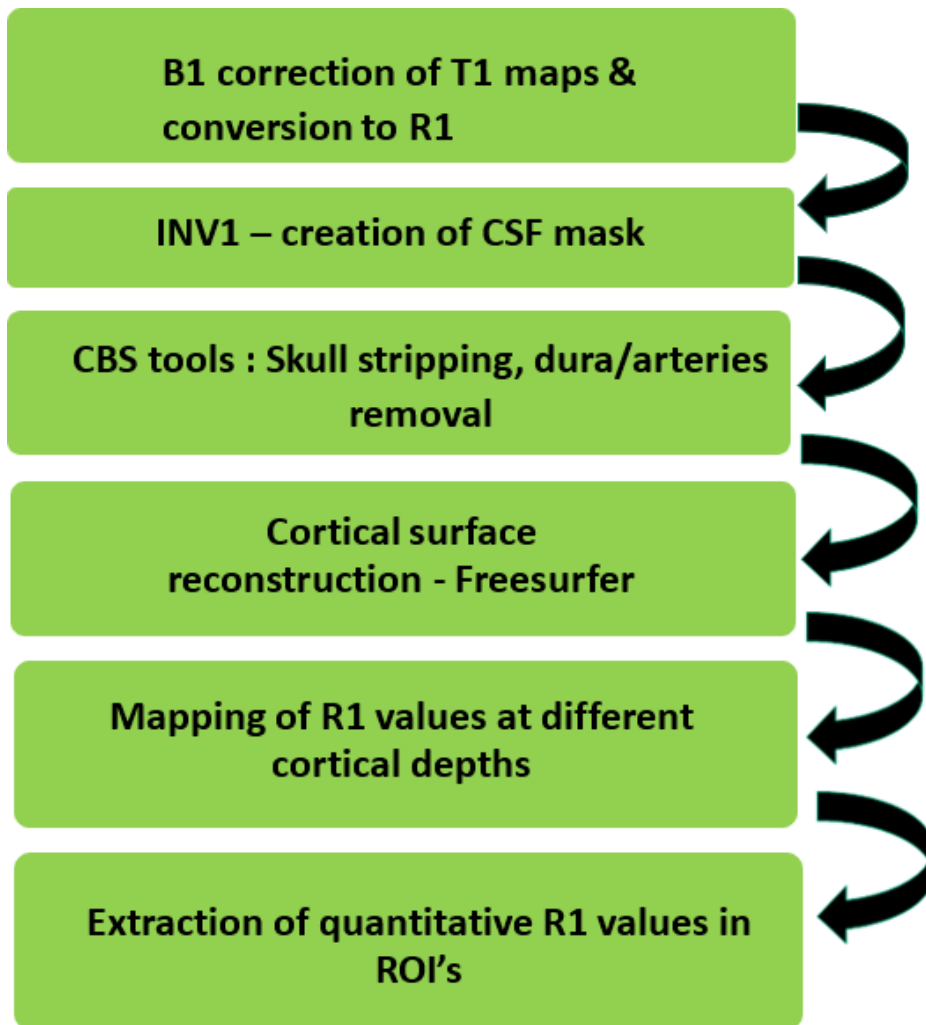 B1 correction of T1 maps &
conversion to R1
INV1 – creation of CSF mask
CBS tools : Skull stripping, dura/arteries
removal
Cortical surface
reconstruction - Freesurfer
Mapping of R1 values at different
cortical depths
Extraction of quantitative R1 values in
ROI's